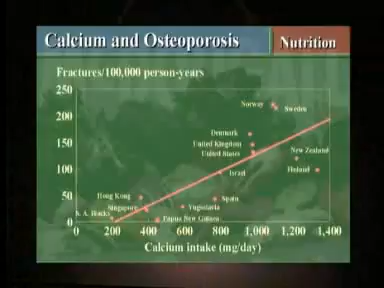 Calcium and Osteoporosis
Nutrition
Fractures/100,000 person-years
250
200
150
100
50
0
Norway
Sweden
Denmark
United Kingdom
United States
New Zealand
Israel
Finland
Hong Kong
Singapore
Spain
Yugoslavia
S. A. Blacks
Papua New Guinea
0
200
400
600
800
1,000
1,200
1,400
Calcium intake (mg/day)